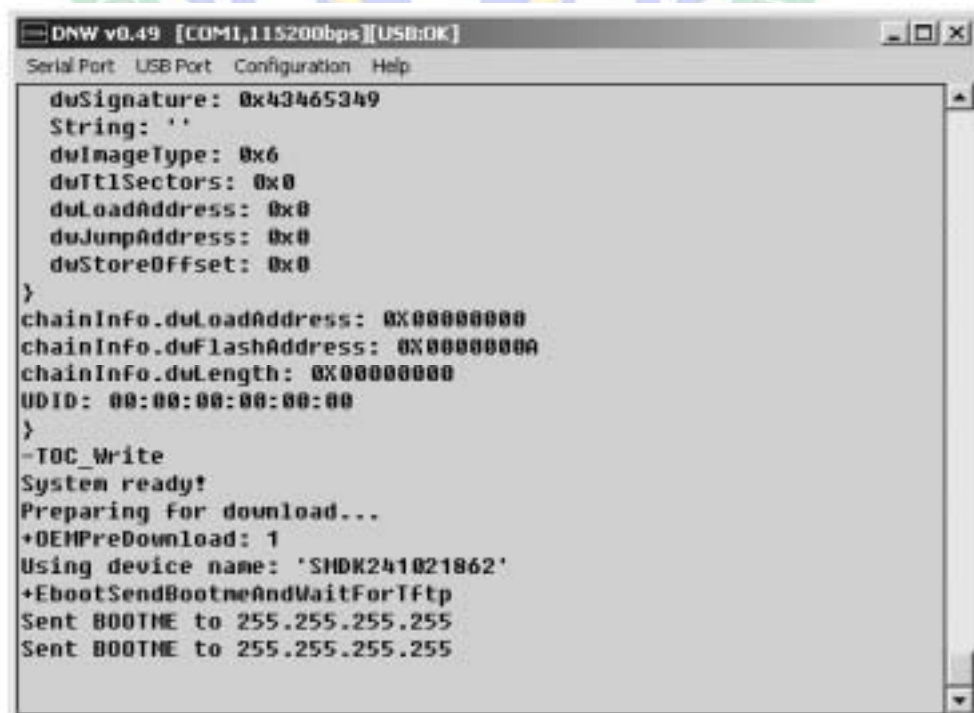 DNW v0.49 [COM1,115200bps][USB:OK]
Serial Port USB Port Configuration Help
dwSignature: 0x43465349
String: ''
dwImageType: 0x6
dwTtlSectors: 0x0
dwLoadAddress: 0x0
dwJumpAddress: 0x0
dwStoreOffset: 0x0
}
chainInfo.dwLoadAddress: 0X00000000
chainInfo.dwFlashAddress: 0X0000000A
chainInfo.dwLength: 0X00000000
UDID: 00:00:00:00:00:00
}
-TOC_Write
System ready!
Preparing for download...
+OEMPreDownload: 1
Using device name: 'SMDK241021862'
+EbootSendBootmeAndWaitForTftp
Sent BOOTME to 255.255.255.255
Sent BOOTME to 255.255.255.255